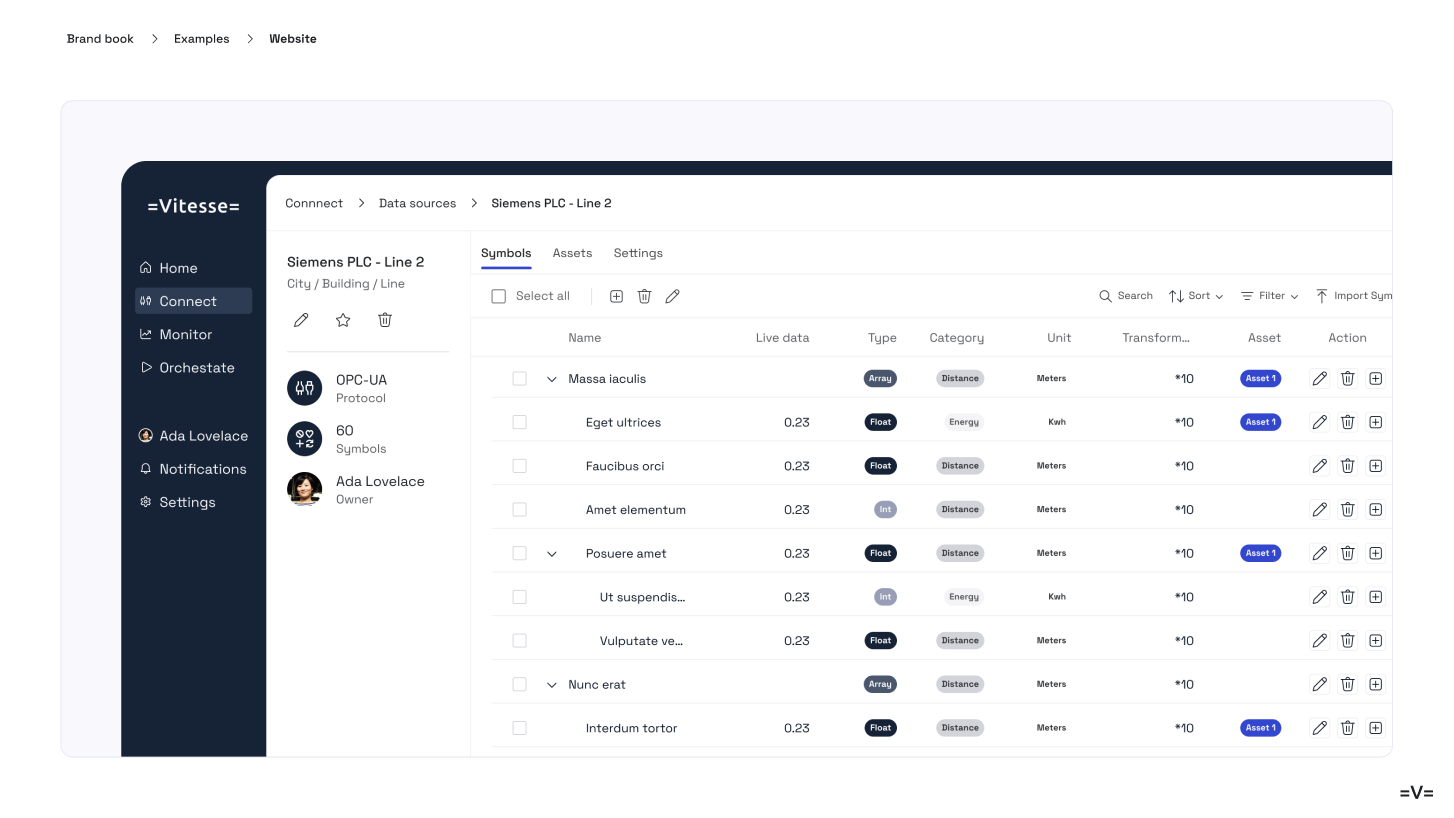 Brand book > Examples > Website
=Vitesse=
Home
Connect
Monitor
Orchestate
Ada Lovelace
Notifications
Settings
Connnect > Data sources > Siemens PLC - Line 2
Siemens PLC - Line 2
City / Building / Line
OPC-UA
Protocol
60
Symbols
Ada Lovelace
Owner
Symbols Assets Settings
Select all Search Sort Filter Import Sym
Name Live data Type Category Unit Transform... Asset Action
Massa iaculis Array Distance Meters *10 Asset 1
Eget ultrices 0.23 Float Energy Kwh *10 Asset 1
Faucibus orci 0.23 Float Distance Meters *10
Amet elementum 0.23 Int Distance Meters *10
Posuere amet 0.23 Float Distance Meters *10 Asset 1
Ut suspendis... 0.23 Int Energy Kwh *10
Vulputate ve... 0.23 Float Distance Meters *10
Nunc erat Array Distance Meters *10
Interdum tortor 0.23 Float Distance Meters *10 Asset 1
=V=